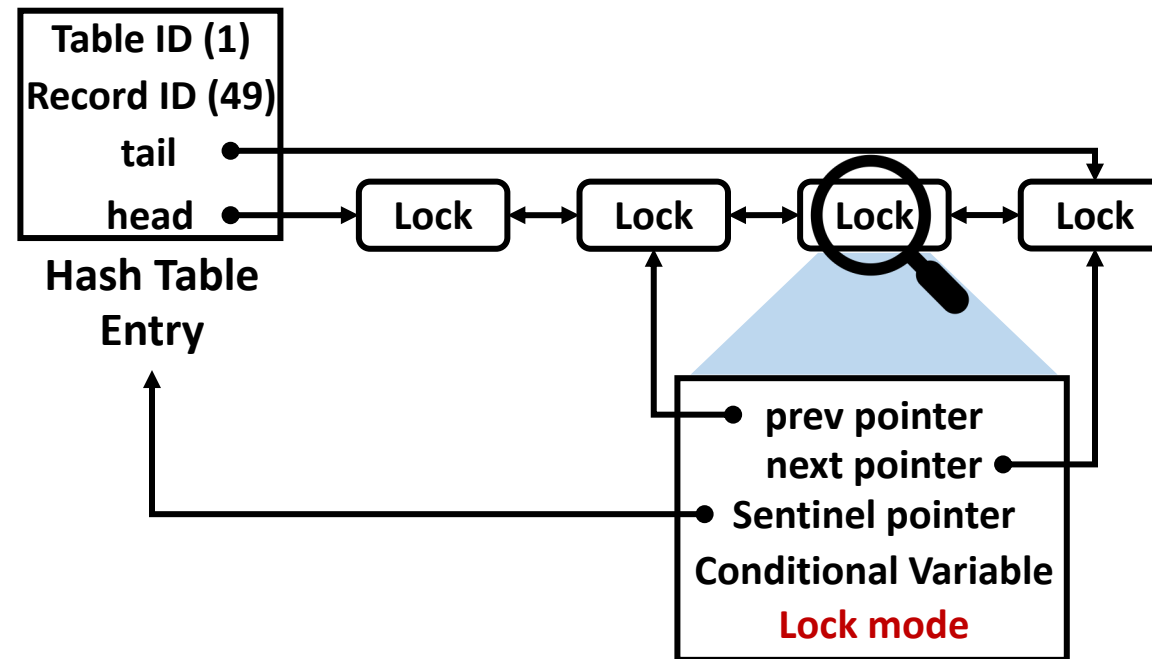 Table ID (1)
Record ID (49)
tail
head
Lock
Lock
Lock
Lock
Hash Table
Entry
prev pointer
next pointer
Sentinel pointer
Conditional Variable
Lock mode